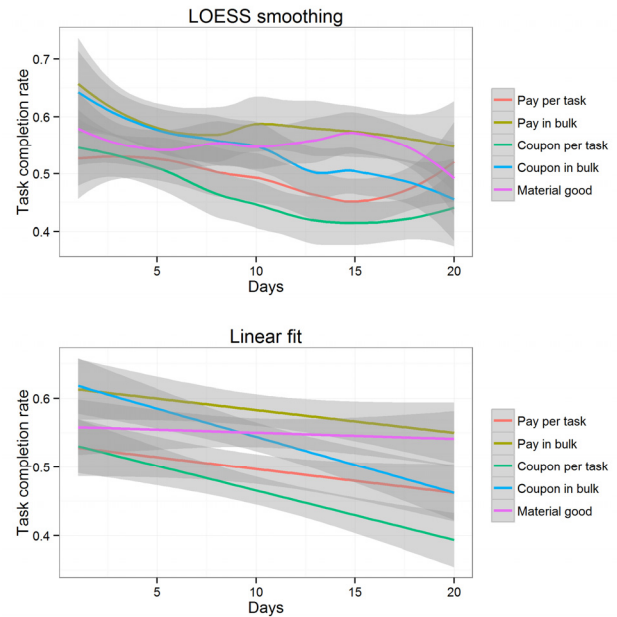 LOESS smoothing
Task completion rate
0.7
0.6
0.5
0.4
5
10
15
20
Days
Pay per task
Pay in bulk
Coupon per task
Coupon in bulk
Material good
Linear fit
Task completion rate
0.6
0.5
0.4
5
10
15
20
Days
Pay per task
Pay in bulk
Coupon per task
Coupon in bulk
Material good